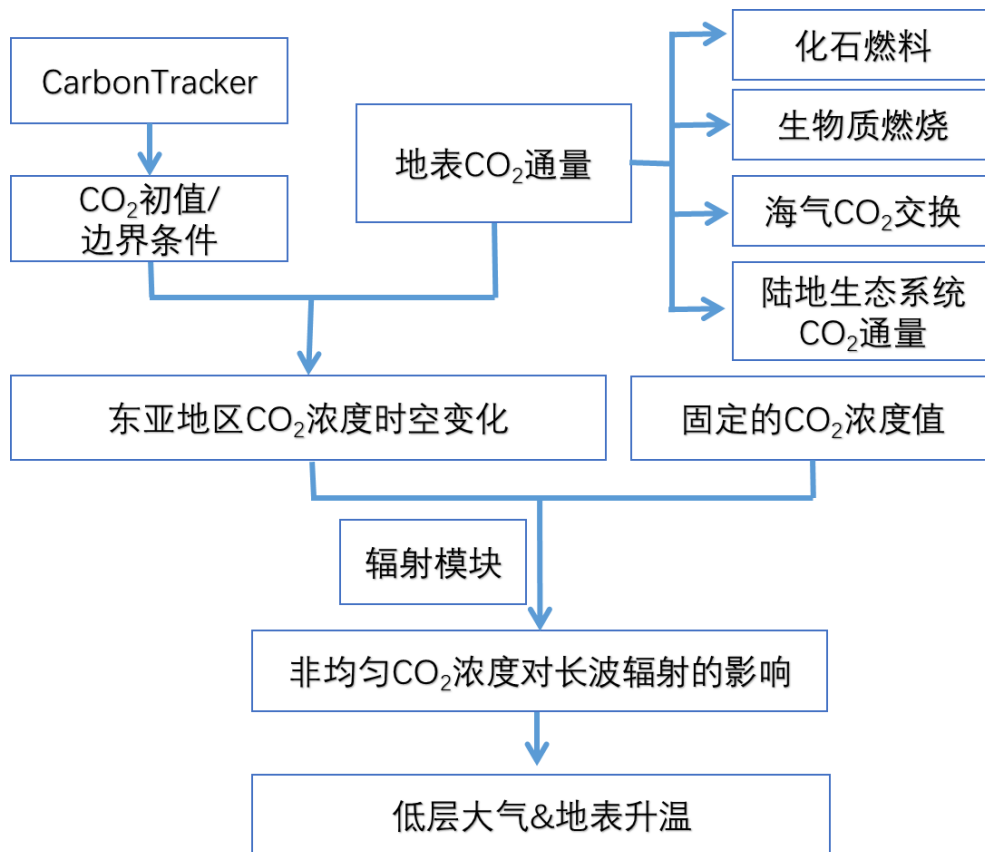 CarbonTracker
CO₂初值/
边界条件
地表CO₂通量
化石燃料
生物质燃烧
海气CO₂交换
陆地生态系统
CO₂通量
东亚地区CO₂浓度时空变化
固定的CO₂浓度值
辐射模块
非均匀CO₂浓度对长波辐射的影响
低层大气&地表升温